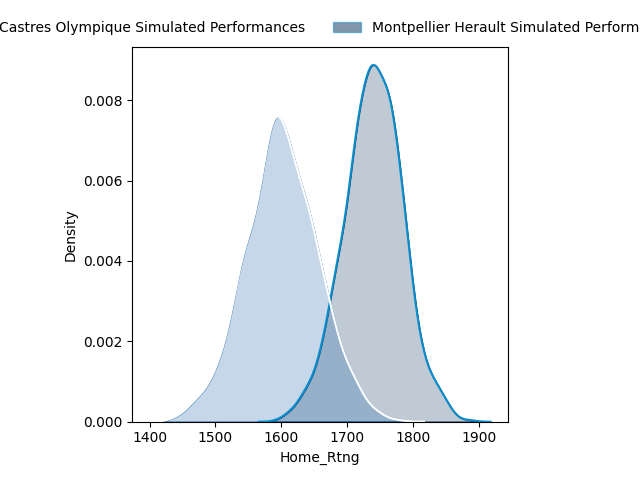 Castres Olympique Simulated Performances Montpellier Herault Simulated Perform
0.008
0.006
0.004
0.002
0.000
Density
1400 1500 1600 1700 1800 1900
Home_Rtng